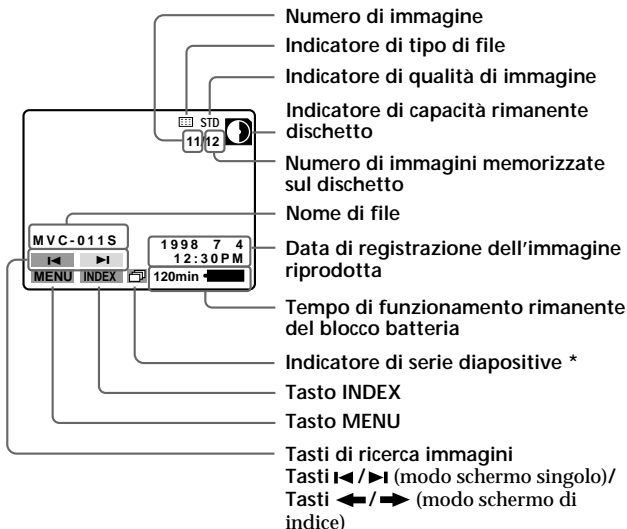 Numero di immagine
Indicatore di tipo di file
Indicatore di qualità di immagine
Indicatore di capacità rimanente
dischetto
Numero di immagini memorizzate
sul dischetto
Nome di file
Data di registrazione dell'immagine
riprodotta
Tempo di funzionamento rimanente
del blocco batteria
Indicatore di serie diapositive *
Tasto INDEX
Tasto MENU
Tasti di ricerca immagini
Tasti ⏮/⏭ (modo schermo singolo)/
Tasti ←/→ (modo schermo di
indice)
STD
11/12
MVC-011S
1998 7 4
12:30PM
MENU INDEX
120min